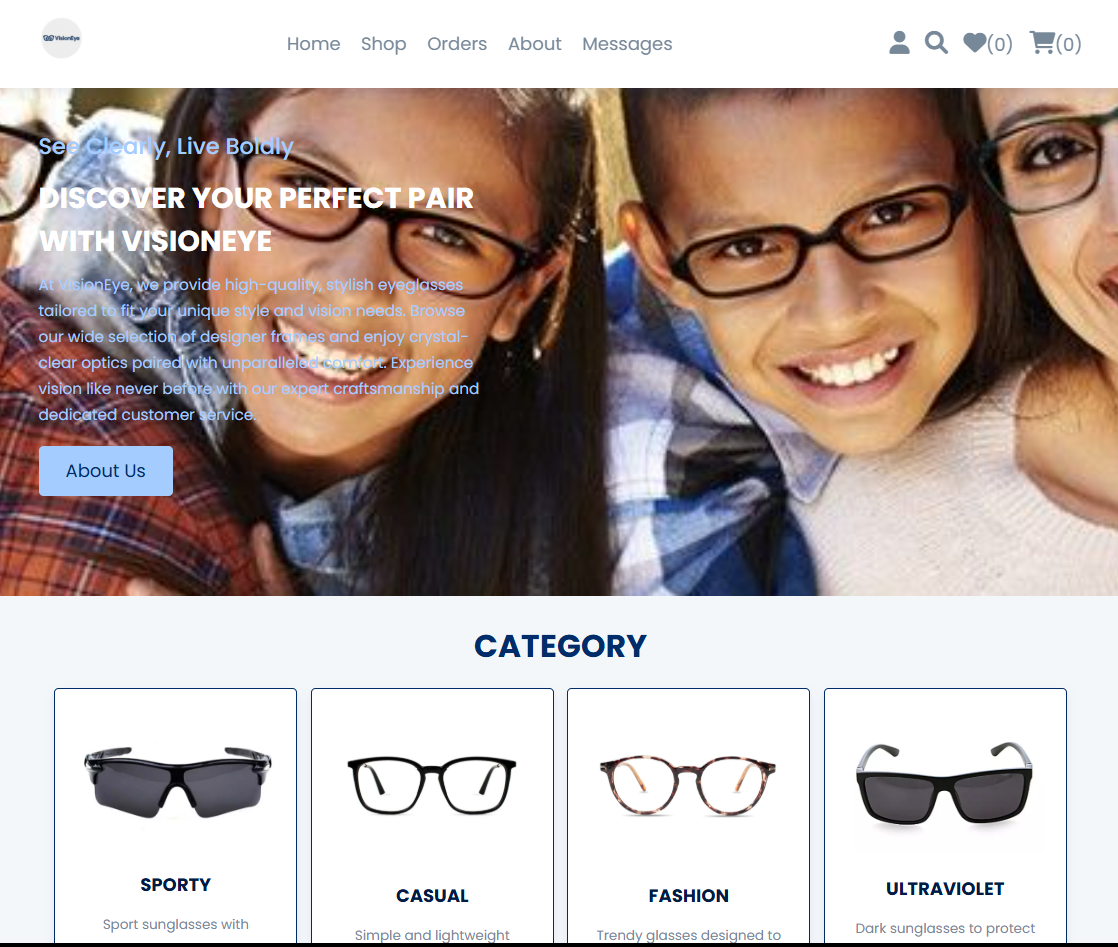 VisionEye
Home Shop Orders About Messages
(0) (0)
See Clearly, Live Boldly
DISCOVER YOUR PERFECT PAIR
WITH VISIONEYE
At VisionEye, we provide high-quality, stylish eyeglasses
tailored to fit your unique style and vision needs. Browse
our wide selection of designer frames and enjoy crystal-
clear optics paired with unparalleled comfort. Experience
vision like never before with our expert craftsmanship and
dedicated customer service.
About Us
CATEGORY
SPORTY
Sport sunglasses with
CASUAL
Simple and lightweight
FASHION
Trendy glasses designed to
ULTRAVIOLET
Dark sunglasses to protect